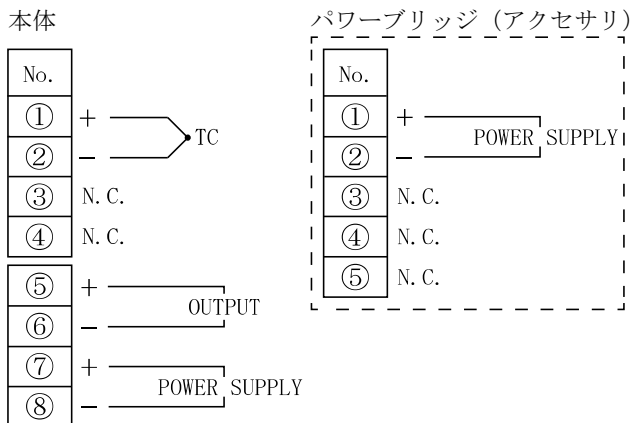 本体
No.
① + TC
② −
③ N.C.
④ N.C.
⑤ + OUTPUT
⑥ −
⑦ + POWER SUPPLY
⑧ −
パワーブリッジ (アクセサリ)
No.
① + POWER SUPPLY
② −
③ N.C.
④ N.C.
⑤ N.C.